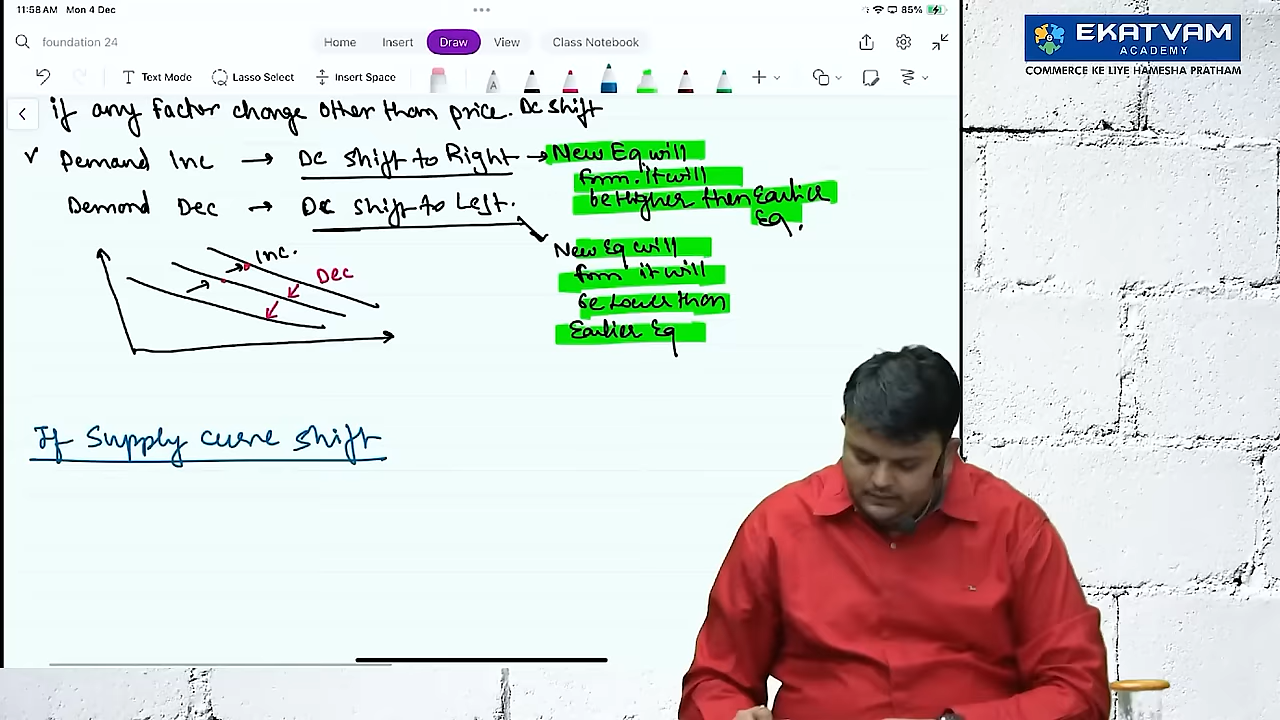 11:58 AM Mon 4 Dec
85%
foundation 24
Home Insert Draw View Class Notebook
Text Mode Lasso Select Insert Space
if any factor change other than price. DC shift
Demand Inc → DC shift to Right → New Eq will
form. it will
be Higher then Earlier
Eq.
Demand Dec → DC shift to Left.
New Eq will
form it will
be Lower than
Earlier Eq
Inc.
Dec
If Supply curve shift
EKATVAM
ACADEMY
COMMERCE KE LIYE HAMESHA PRATHAM